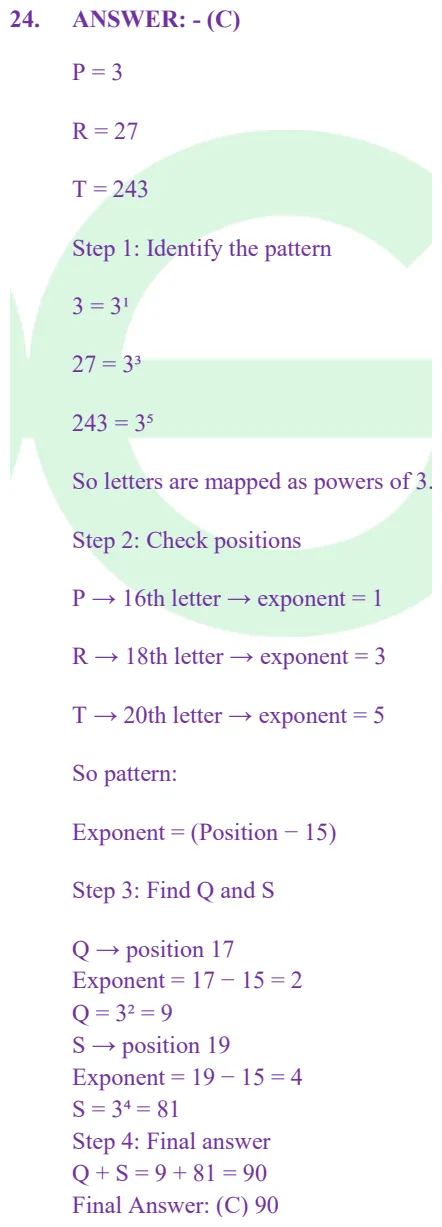 24. ANSWER: - (C)
P = 3
R = 27
T = 243
Step 1: Identify the pattern
3 = 3¹
27 = 3³
243 = 3⁵
So letters are mapped as powers of 3.
Step 2: Check positions
P → 16th letter → exponent = 1
R → 18th letter → exponent = 3
T → 20th letter → exponent = 5
So pattern:
Exponent = (Position − 15)
Step 3: Find Q and S
Q → position 17
Exponent = 17 − 15 = 2
Q = 3² = 9
S → position 19
Exponent = 19 − 15 = 4
S = 3⁴ = 81
Step 4: Final answer
Q + S = 9 + 81 = 90
Final Answer: (C) 90